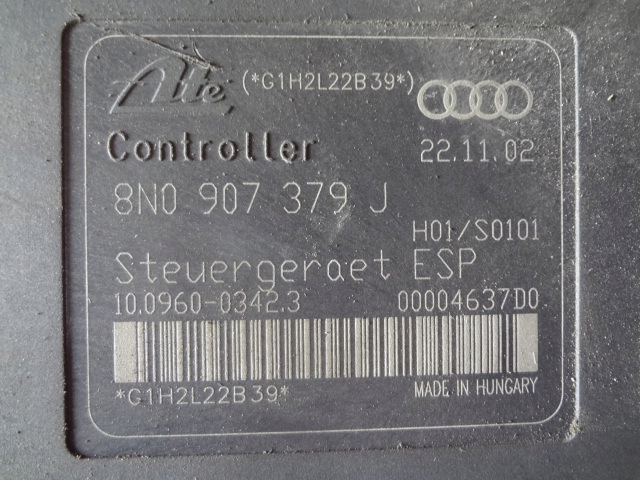 Ate (*G1H2L22B39*)
Controller 22.11.02
8N0 907 379 J
H01/S0101
Steuergeraet ESP
10.0960-0342.3 00004637D0
*G1H2L22B39* MADE IN HUNGARY